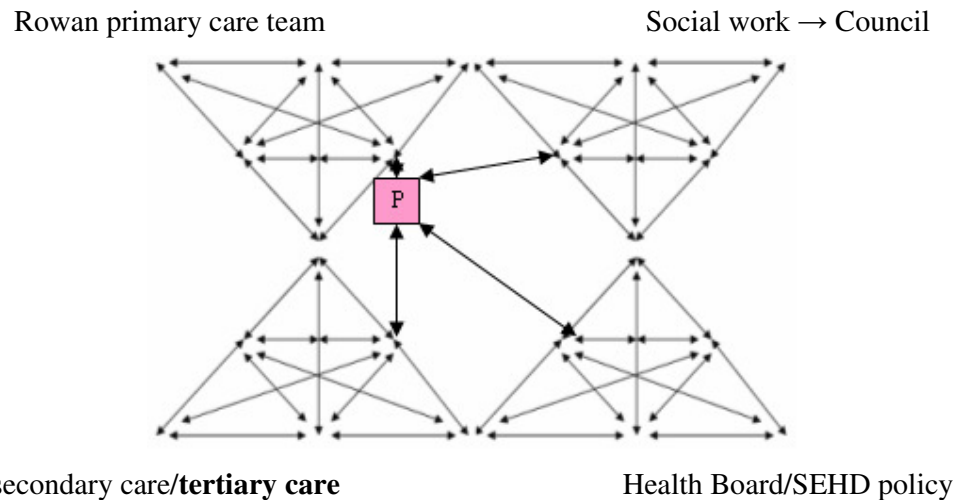 Rowan primary care team
Social work → Council
P
secondary care/tertiary care
Health Board/SEHD policy